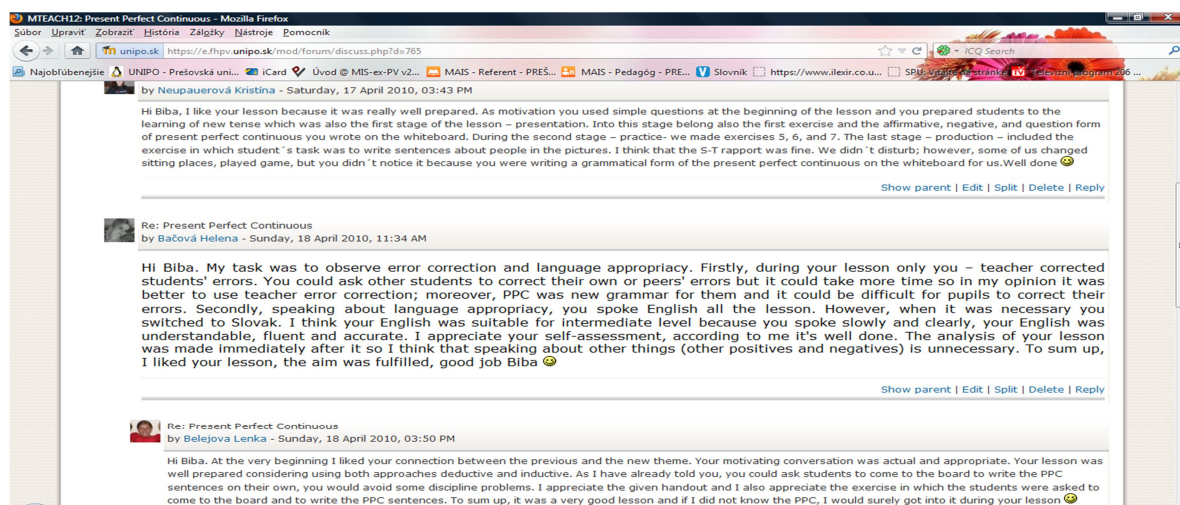 MTEACH12: Present Perfect Continuous - Mozilla Firefox
Súbor Upraviť Zobraziť História Záložky Nástroje Pomocník
unipo.sk https://e.fhpv.unipo.sk/mod/forum/discuss.php?d=765 ICQ Search
Najobľúbenejšie UNIPO - Prešovská uni... iCard Úvod @ MIS-ex-PV v2... MAIS - Referent - PREŠ... MAIS - Pedagóg - PRE... Slovník https://www.ilexir.co.u... SPU: Vitajte na stránke Televízni program 206 ...
by Neupauerová Kristína - Saturday, 17 April 2010, 03:43 PM
Hi Biba, I like your lesson because it was really well prepared. As motivation you used simple questions at the beginning of the lesson and you prepared students to the
learning of new tense which was also the first stage of the lesson – presentation. Into this stage belong also the first exercise and the affirmative, negative, and question form
of present perfect continuous you wrote on the whiteboard. During the second stage – practice- we made exercises 5, 6, and 7. The last stage – production – included the
exercise in which student´s task was to write sentences about people in the pictures. I think that the S-T rapport was fine. We didn´t disturb; however, some of us changed
sitting places, played game, but you didn´t notice it because you were writing a grammatical form of the present perfect continuous on the whiteboard for us.Well done
Show parent | Edit | Split | Delete | Reply
Re: Present Perfect Continuous
by Bačová Helena - Sunday, 18 April 2010, 11:34 AM
Hi Biba. My task was to observe error correction and language appropriacy. Firstly, during your lesson only you – teacher corrected
students' errors. You could ask other students to correct their own or peers' errors but it could take more time so in my opinion it was
better to use teacher error correction; moreover, PPC was new grammar for them and it could be difficult for pupils to correct their
errors. Secondly, speaking about language appropriacy, you spoke English all the lesson. However, when it was necessary you
switched to Slovak. I think your English was suitable for intermediate level because you spoke slowly and clearly, your English was
understandable, fluent and accurate. I appreciate your self-assessment, according to me it's well done. The analysis of your lesson
was made immediately after it so I think that speaking about other things (other positives and negatives) is unnecessary. To sum up,
I liked your lesson, the aim was fulfilled, good job Biba
Show parent | Edit | Split | Delete | Reply
Re: Present Perfect Continuous
by Belejova Lenka - Sunday, 18 April 2010, 03:50 PM
Hi Biba. At the very beginning I liked your connection between the previous and the new theme. Your motivating conversation was actual and appropriate. Your lesson was
well prepared considering using both approaches deductive and inductive. As I have already told you, you could ask students to come to the board to write the PPC
sentences on their own, you would avoid some discipline problems. I appreciate the given handout and I also appreciate the exercise in which the students were asked to
come to the board and to write the PPC sentences. To sum up, it was a very good lesson and if I did not know the PPC, I would surely got into it during your lesson